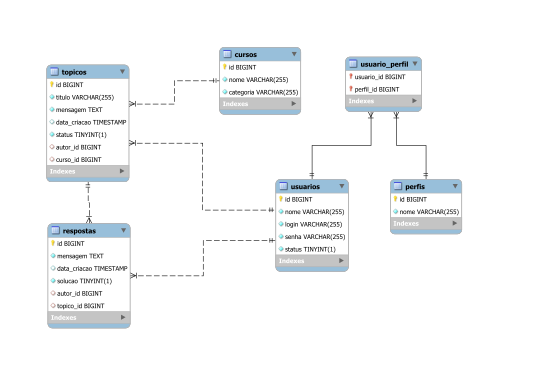 topicos
id BIGINT
titulo VARCHAR(255)
mensagem TEXT
data_criacao TIMESTAMP
status TINYINT(1)
autor_id BIGINT
curso_id BIGINT
Indexes
cursos
id BIGINT
nome VARCHAR(255)
categoria VARCHAR(255)
Indexes
usuario_perfil
usuario_id BIGINT
perfil_id BIGINT
Indexes
usuarios
id BIGINT
nome VARCHAR(255)
login VARCHAR(255)
senha VARCHAR(255)
status TINYINT(1)
Indexes
perfis
id BIGINT
nome VARCHAR(255)
Indexes
respostas
id BIGINT
mensagem TEXT
data_criacao TIMESTAMP
solucao TINYINT(1)
autor_id BIGINT
topico_id BIGINT
Indexes